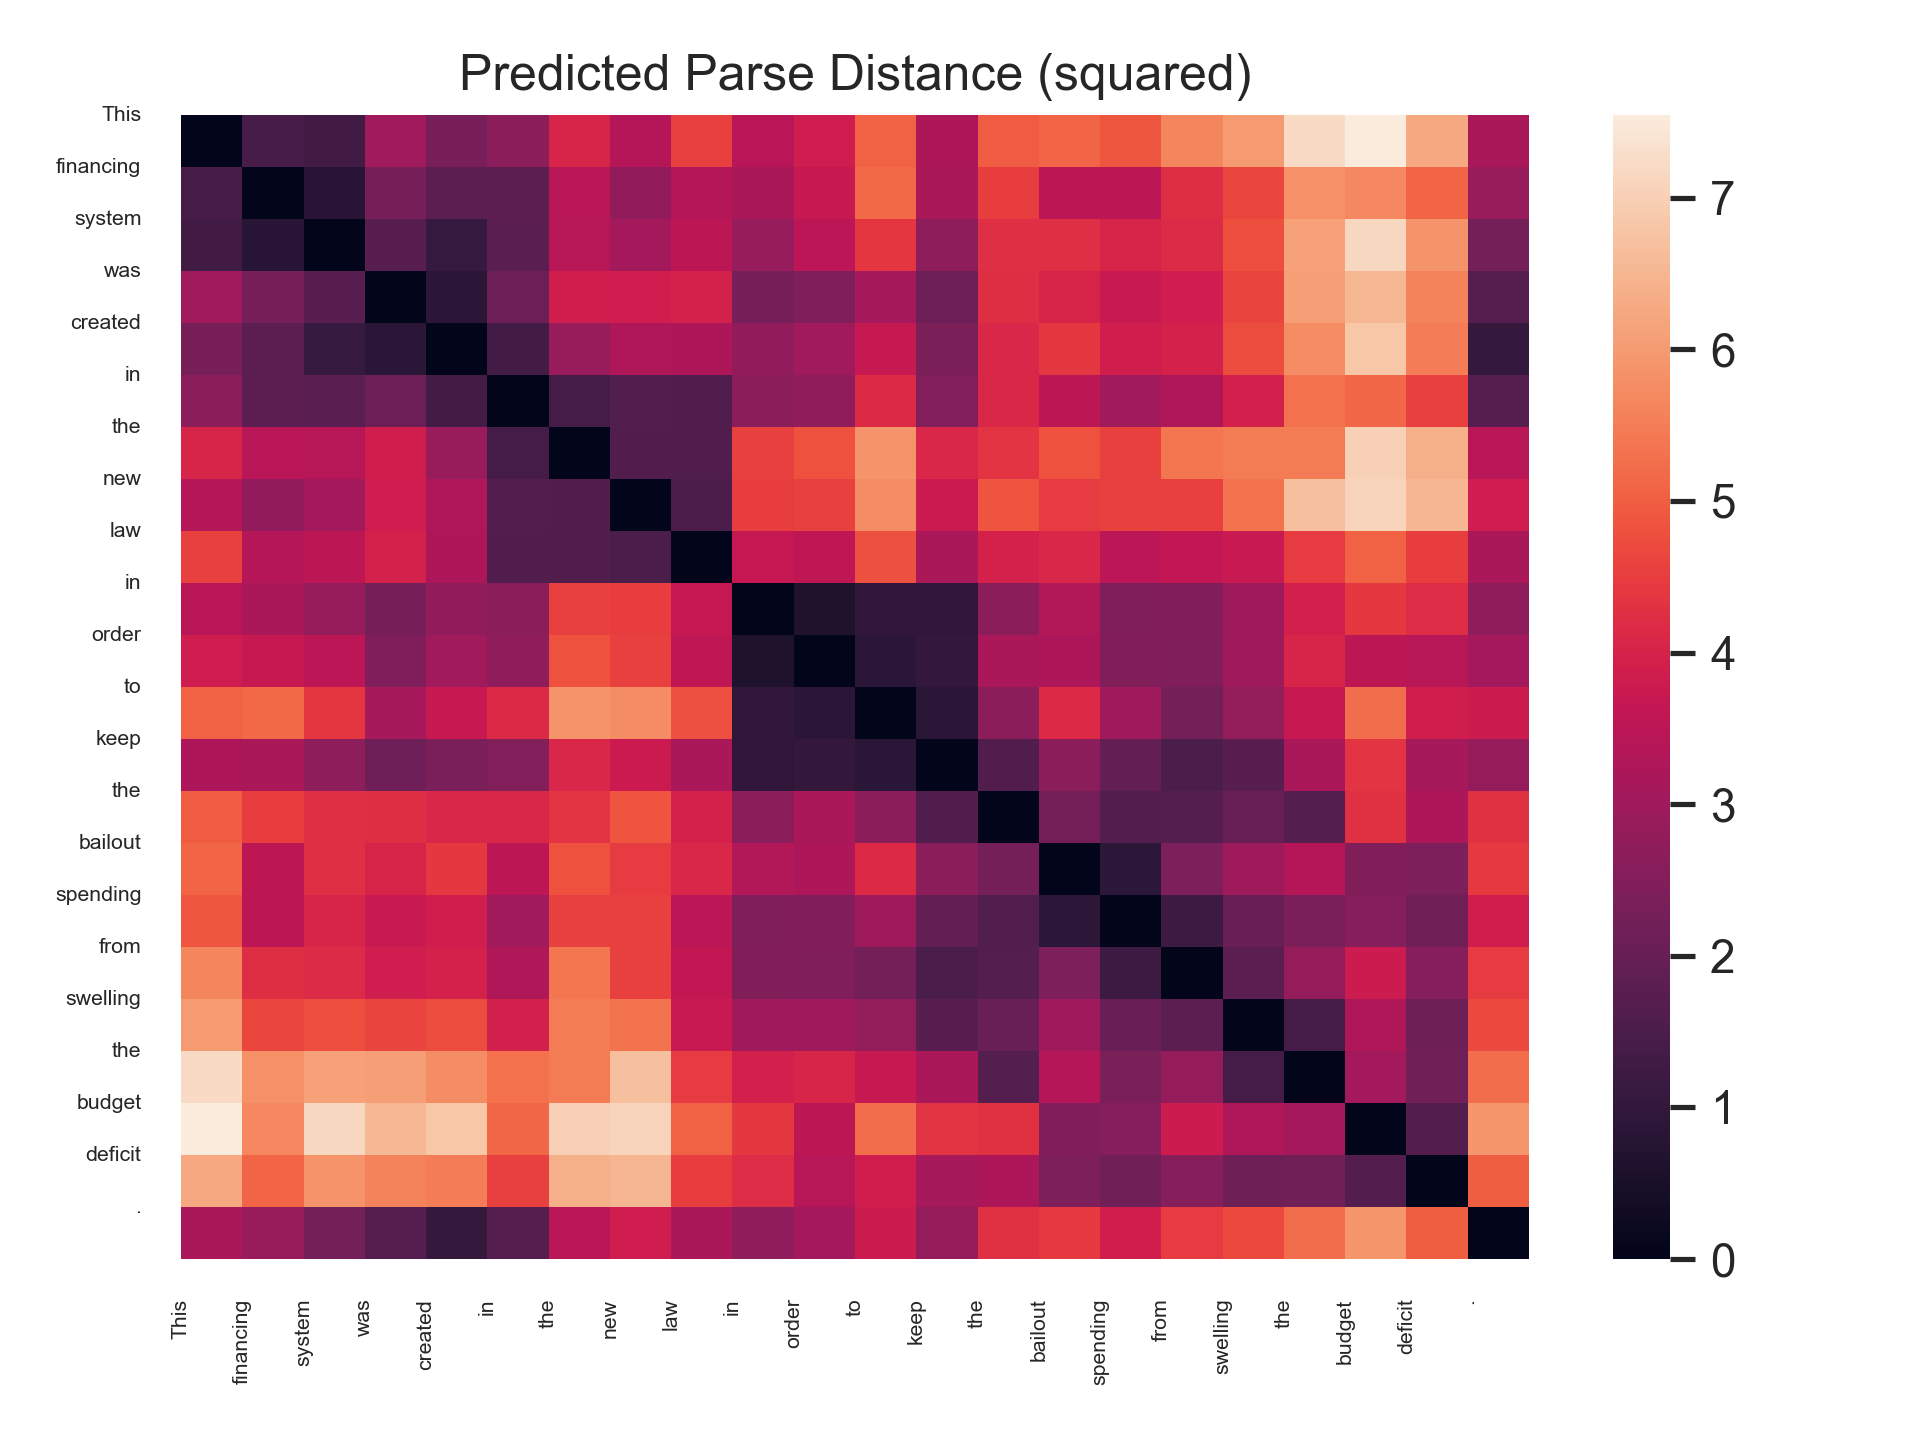 Predicted Parse Distance (squared)
This
financing
system
was
created
in
the
new
law
in
order
to
keep
the
bailout
spending
from
swelling
the
budget
deficit
.
7
6
5
4
3
2
1
0
This
financing
system
was
created
in
the
new
law
in
order
to
keep
the
bailout
spending
from
swelling
the
budget
deficit
.